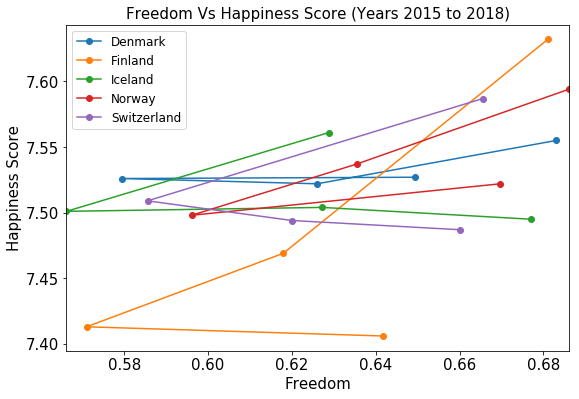 Freedom Vs Happiness Score (Years 2015 to 2018)
Denmark
Finland
Iceland
Norway
Switzerland
Happiness Score
7.60
7.55
7.50
7.45
7.40
0.58 0.60 0.62 0.64 0.66 0.68
Freedom